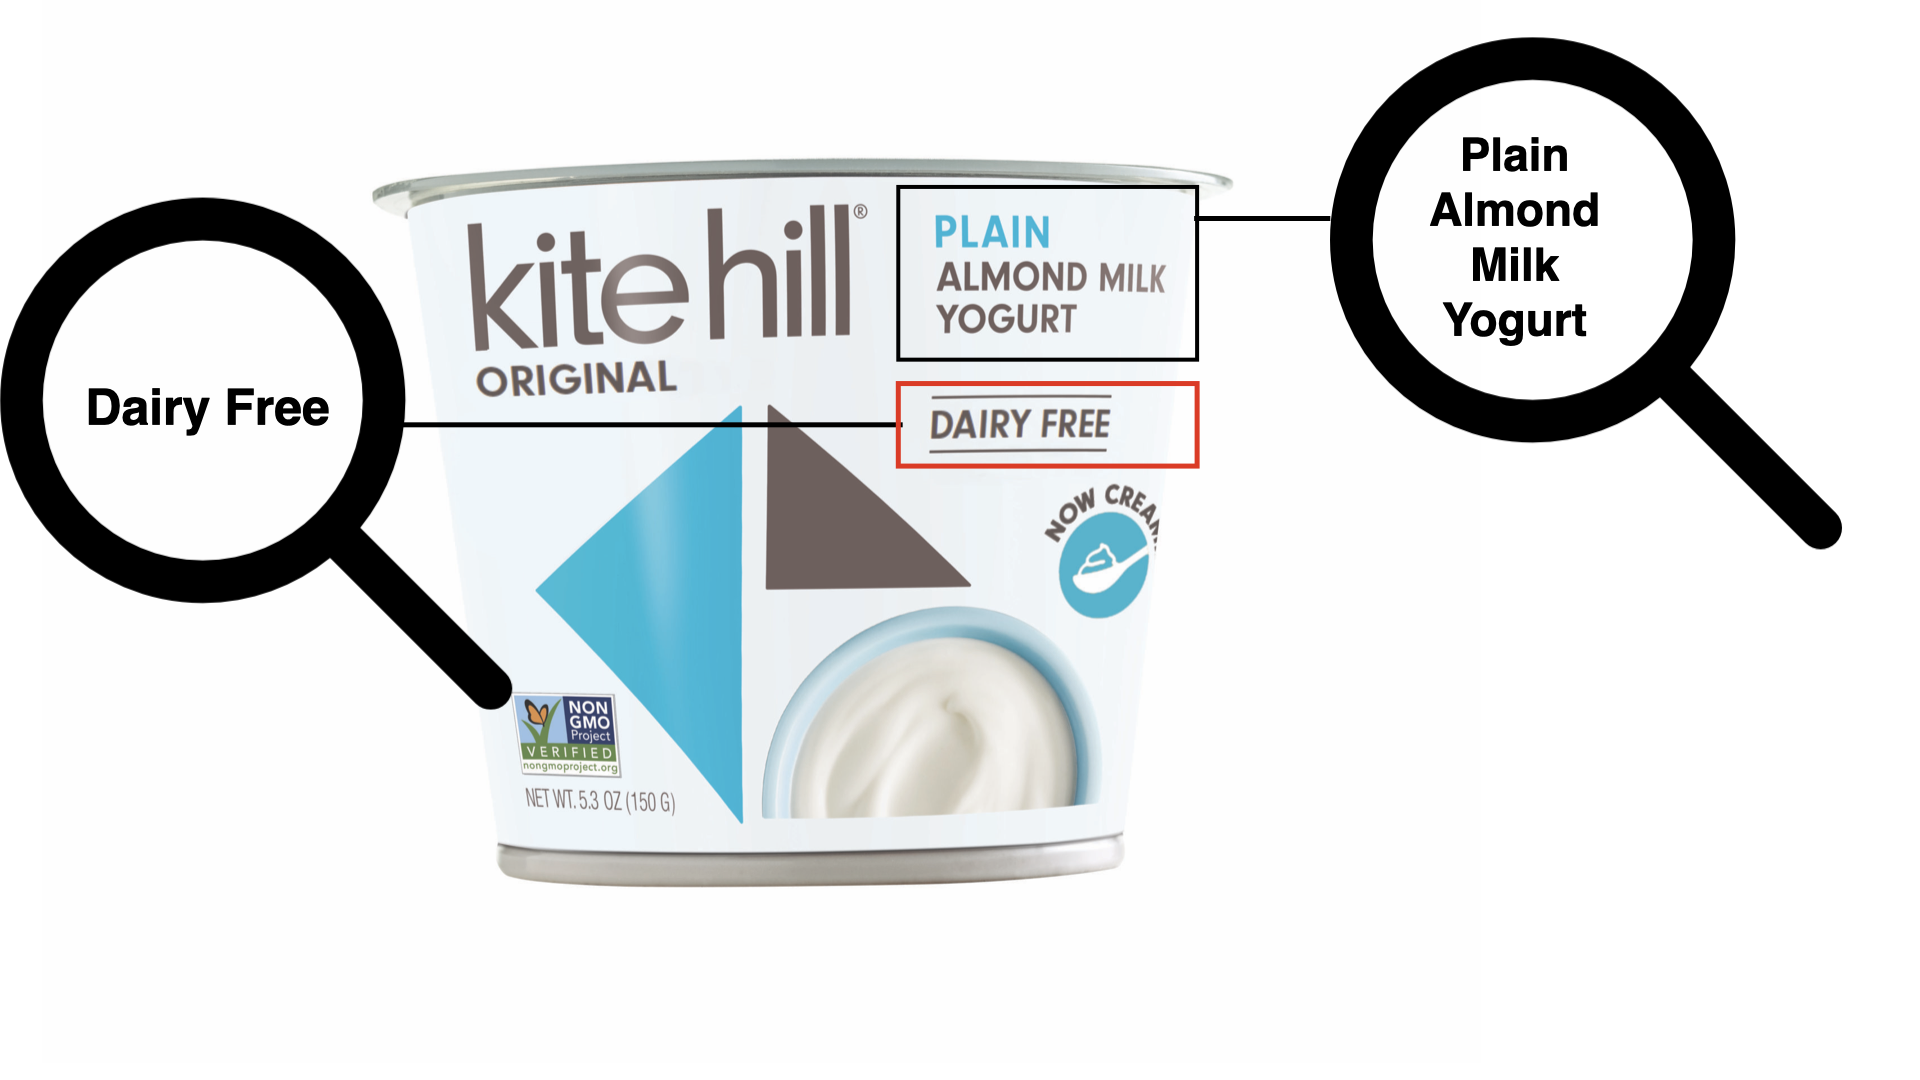 Dairy Free
kite hill®
ORIGINAL
PLAIN
ALMOND MILK
YOGURT
DAIRY FREE
NOW
NON
GMO
Project
VERIFIED
nongmoproject.org
NET WT. 5.3 OZ (150 G)
Plain
Almond
Milk
Yogurt